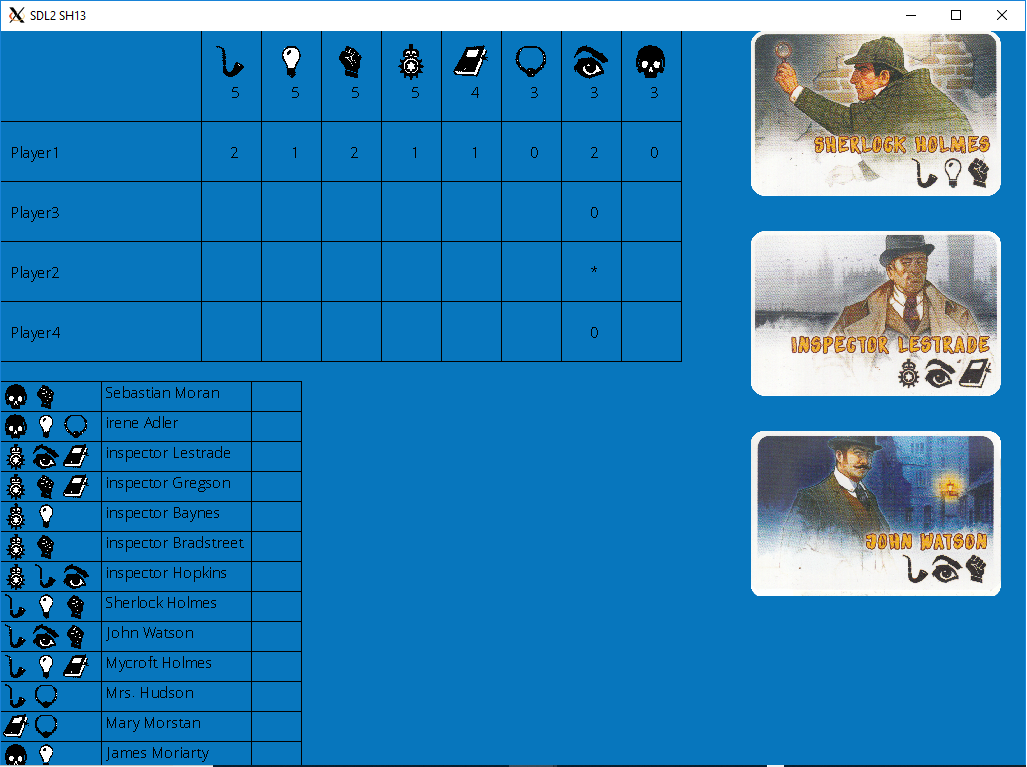 SDL2 SH13
5 5 5 5 4 3 3 3
Player1 2 1 2 1 1 0 2 0
Player3 0
Player2 *
Player4 0
SHERLOCK HOLMES
INSPECTOR LESTRADE
JOHN WATSON
Sebastian Moran
irene Adler
inspector Lestrade
inspector Gregson
inspector Baynes
inspector Bradstreet
inspector Hopkins
Sherlock Holmes
John Watson
Mycroft Holmes
Mrs. Hudson
Mary Morstan
James Moriarty